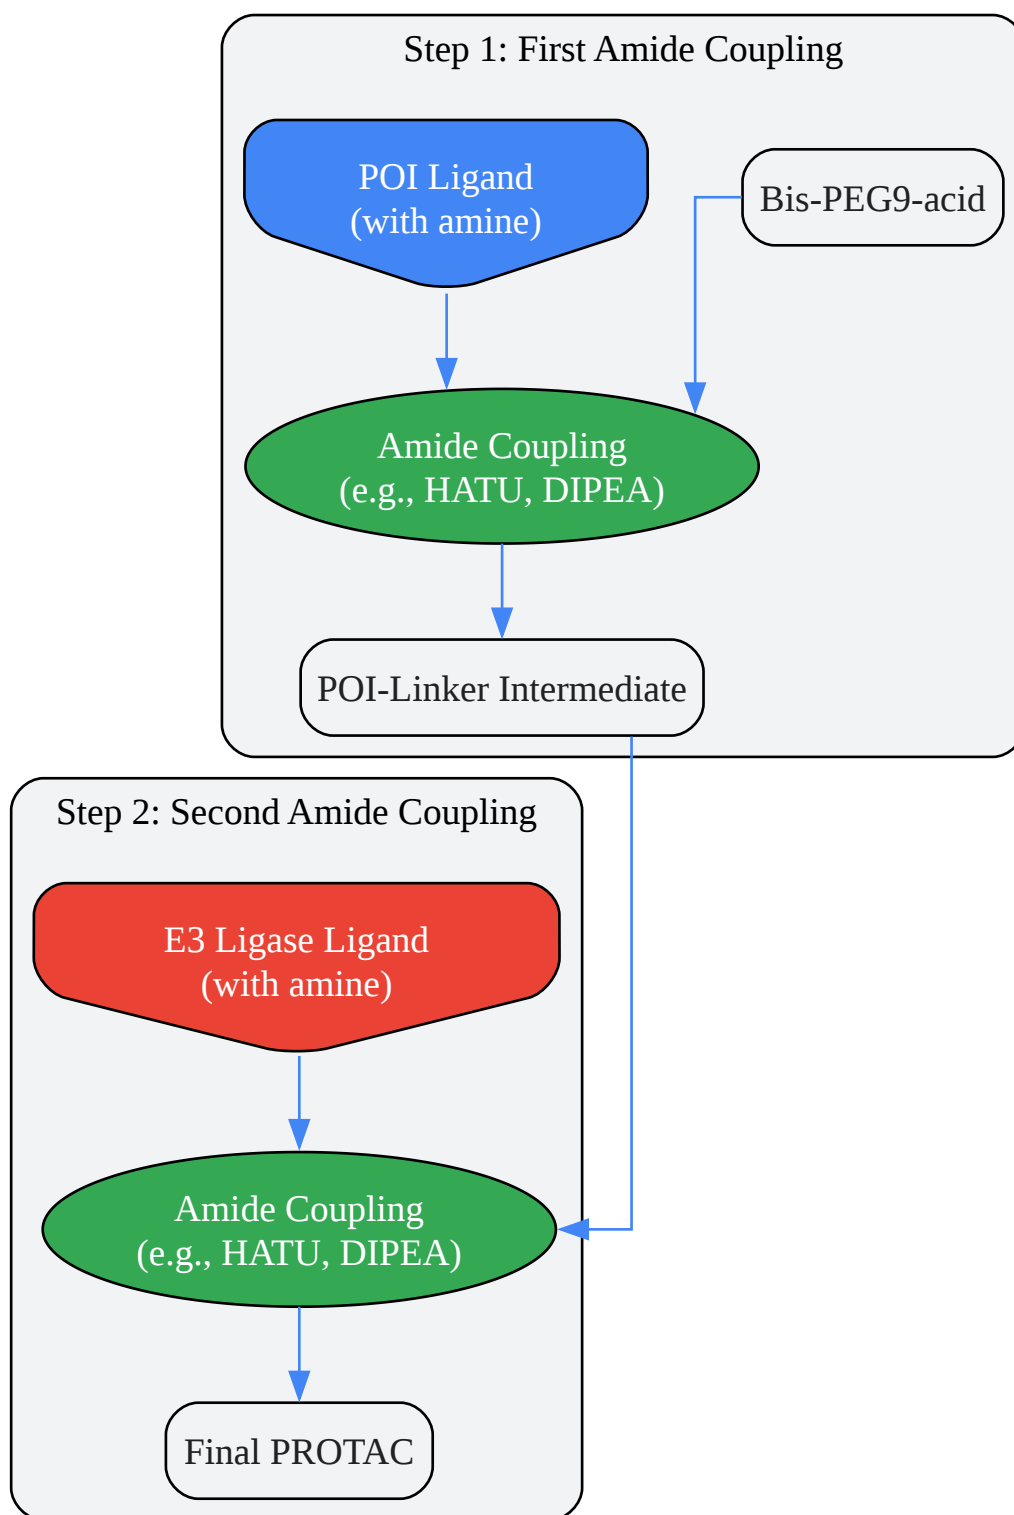 Step 1: First Amide Coupling
POI Ligand
(with amine)
Bis-PEG9-acid
Amide Coupling
(e.g., HATU, DIPEA)
POI-Linker Intermediate
Step 2: Second Amide Coupling
E3 Ligase Ligand
(with amine)
Amide Coupling
(e.g., HATU, DIPEA)
Final PROTAC